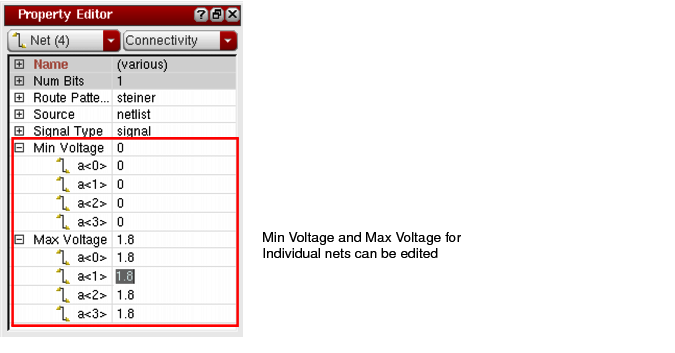 Property Editor
Net (4) Connectivity
Name (various)
Num Bits 1
Route Patte... steiner
Source netlist
Signal Type signal
Min Voltage 0
a<0> 0
a<1> 0
a<2> 0
a<3> 0
Max Voltage 1.8
a<0> 1.8
a<1> 1.8
a<2> 1.8
a<3> 1.8
Min Voltage and Max Voltage for
Individual nets can be edited